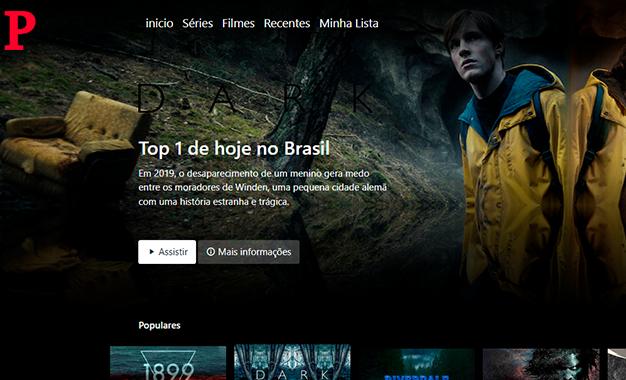 P
inicio Séries Filmes Recentes Minha Lista
DARK
Top 1 de hoje no Brasil
Em 2019, o desaparecimento de um menino gera medo
entre os moradores de Winden, uma pequena cidade alemã
com uma história estranha e trágica.
Assistir Mais informações
Populares
1899 DARK RIVERDALE